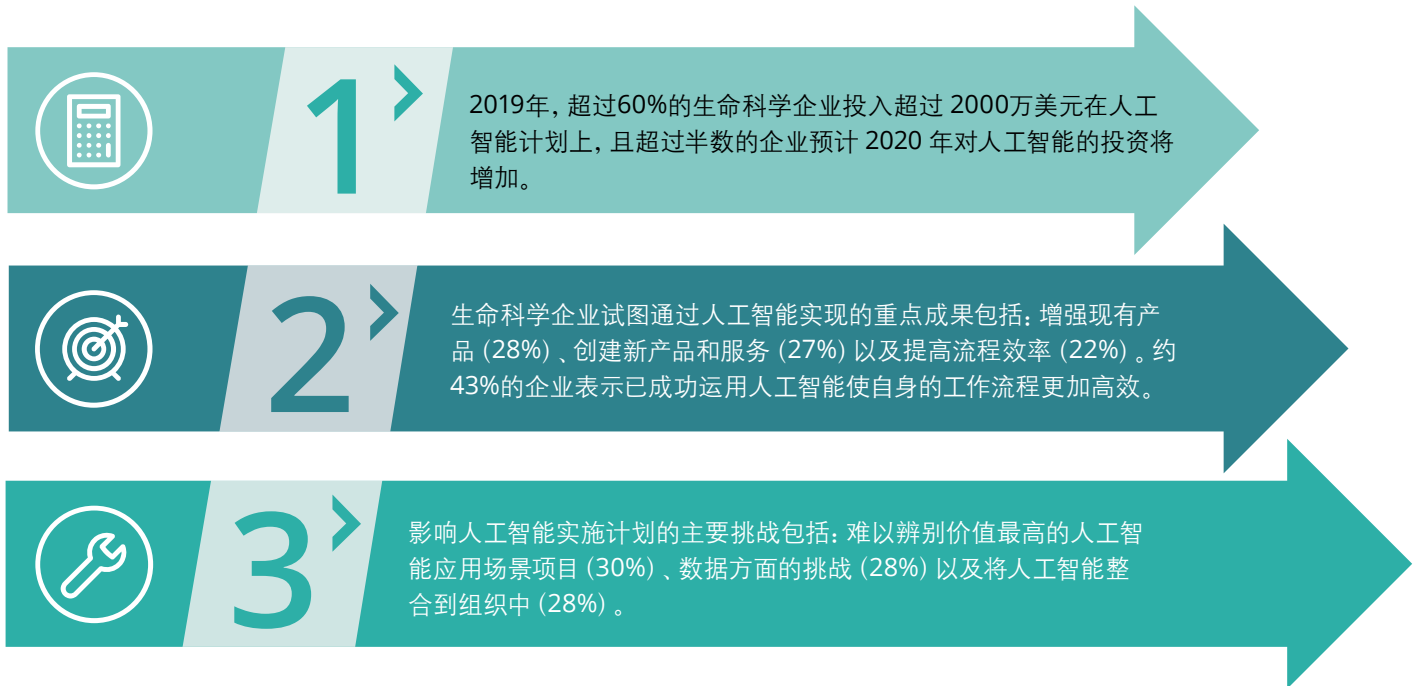 1
2019年，超过60%的生命科学企业投入超过 2000万美元在人工
智能计划上，且超过半数的企业预计 2020 年对人工智能的投资将
增加。
2
生命科学企业试图通过人工智能实现的重点成果包括：增强现有产
品（28%）、创建新产品和服务（27%）以及提高流程效率（22%）。约
43%的企业表示已成功运用人工智能使自身的工作流程更加高效。
3
影响人工智能实施计划的主要挑战包括：难以辨别价值最高的人工智
能应用场景项目（30%）、数据方面的挑战（28%）以及将人工智能整
合到组织中（28%）。